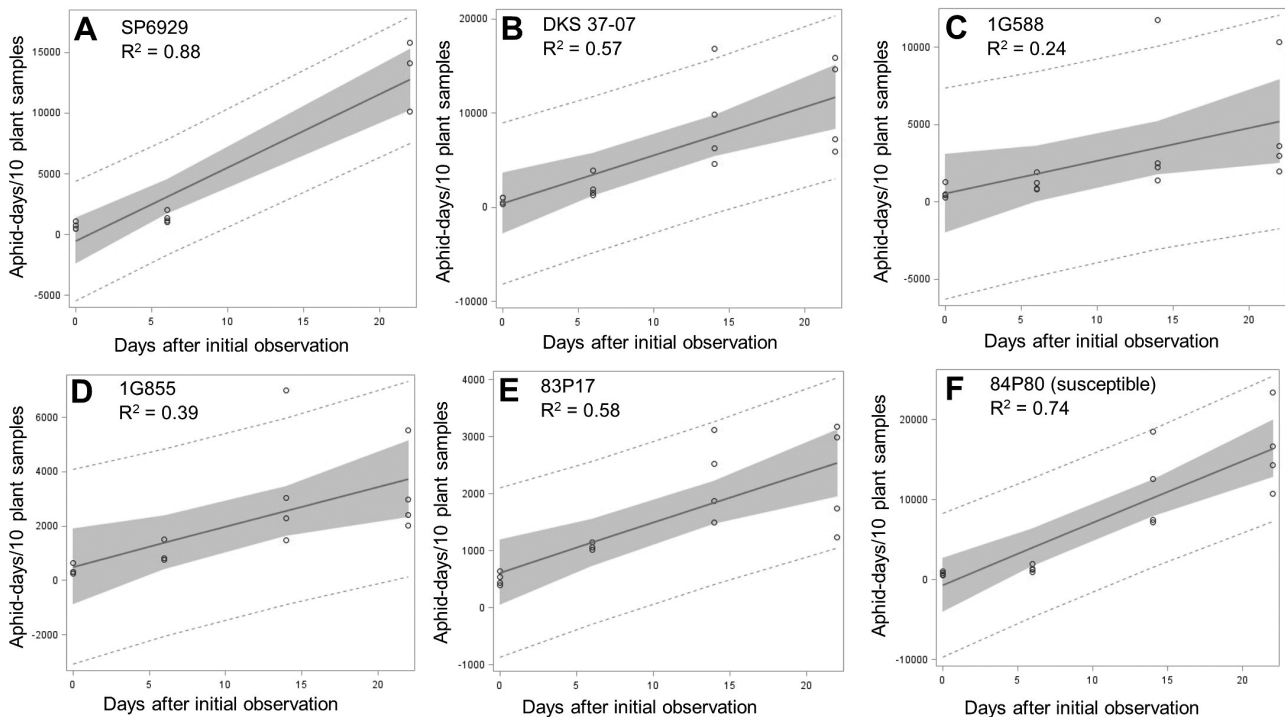 A
SP6929
R² = 0.88
Aphid-days/10 plant samples
15000
10000
5000
0
-5000
0 5 10 15 20
Days after initial observation
B
DKS 37-07
R² = 0.57
Aphid-days/10 plant samples
20000
10000
0
-10000
0 5 10 15 20
Days after initial observation
C
1G588
R² = 0.24
Aphid-days/10 plant samples
10000
5000
0
-5000
0 5 10 15 20
Days after initial observation
D
1G855
R² = 0.39
Aphid-days/10 plant samples
6000
4000
2000
0
-2000
0 5 10 15 20
Days after initial observation
E
83P17
R² = 0.58
Aphid-days/10 plant samples
4000
3000
2000
1000
0
-1000
0 5 10 15 20
Days after initial observation
F
84P80 (susceptible)
R² = 0.74
Aphid-days/10 plant samples
20000
10000
0
-10000
0 5 10 15 20
Days after initial observation